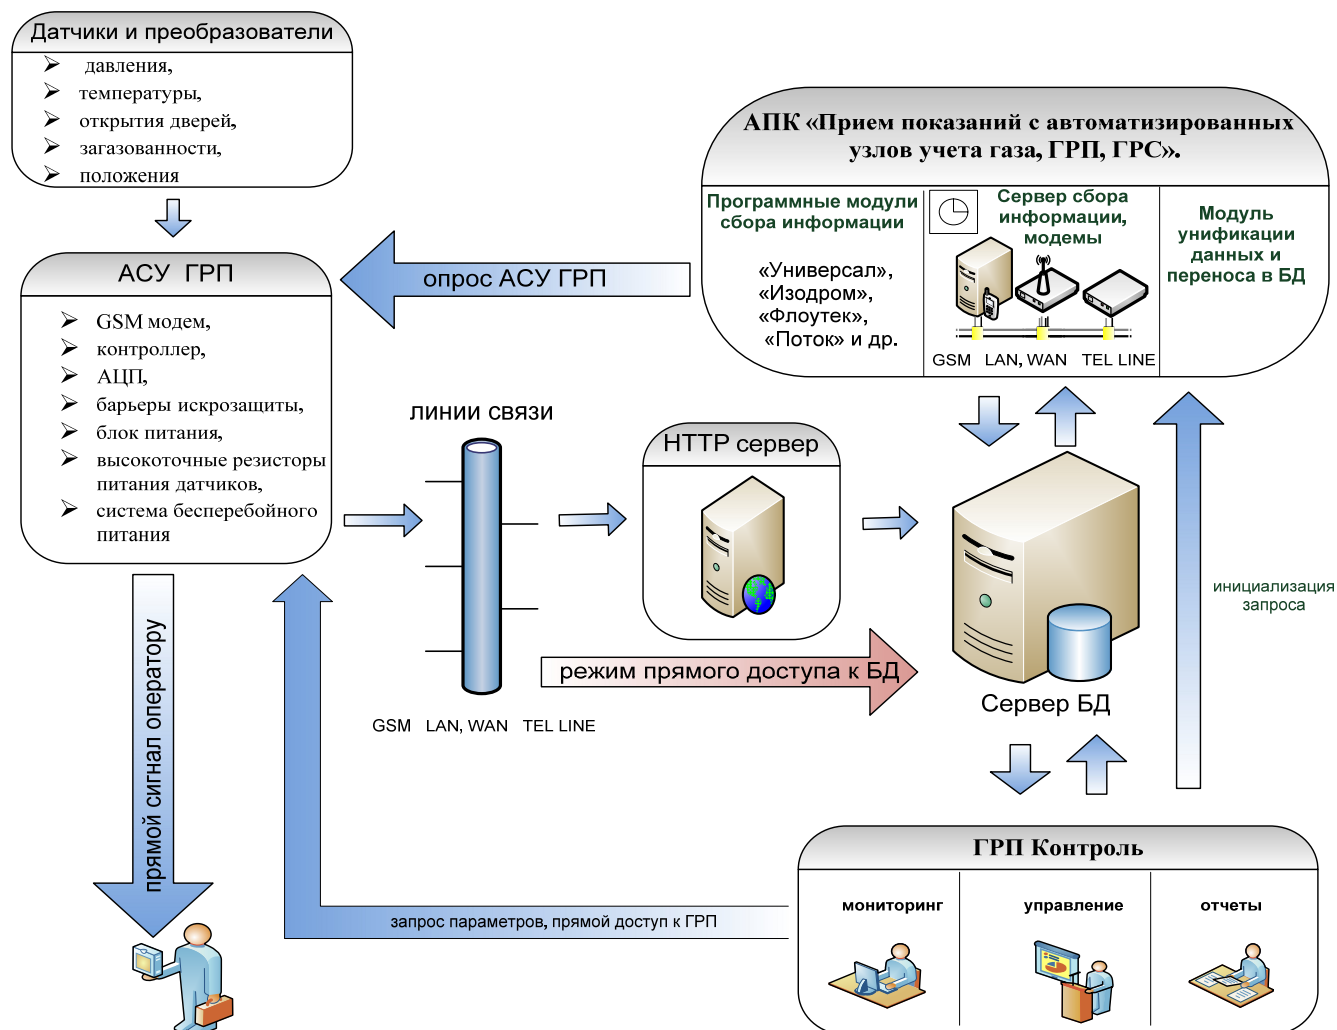 Датчики и преобразователи
давления,
температуры,
открытия дверей,
загазованности,
положения
АПК «Прием показаний с автоматизированных
узлов учета газа, ГРП, ГРС».
Программные модули
сбора информации
«Универсал»,
«Изодром»,
«Флоутек»,
«Поток» и др.
Сервер сбора
информации,
модемы
GSM LAN, WAN TEL LINE
Модуль
унификации
данных и
переноса в БД
опрос АСУ ГРП
АСУ ГРП
GSM модем,
контроллер,
АЦП,
барьеры искрозащиты,
блок питания,
высокоточные резисторы
питания датчиков,
система бесперебойного
питания
ЛИНИИ СВЯЗИ
GSM LAN, WAN TEL LINE
HTTP сервер
режим прямого доступа к БД
Сервер БД
инициализация
запроса
прямой сигнал оператору
запрос параметров, прямой доступ к ГРП
ГРП Контроль
мониторинг
управление
отчеты